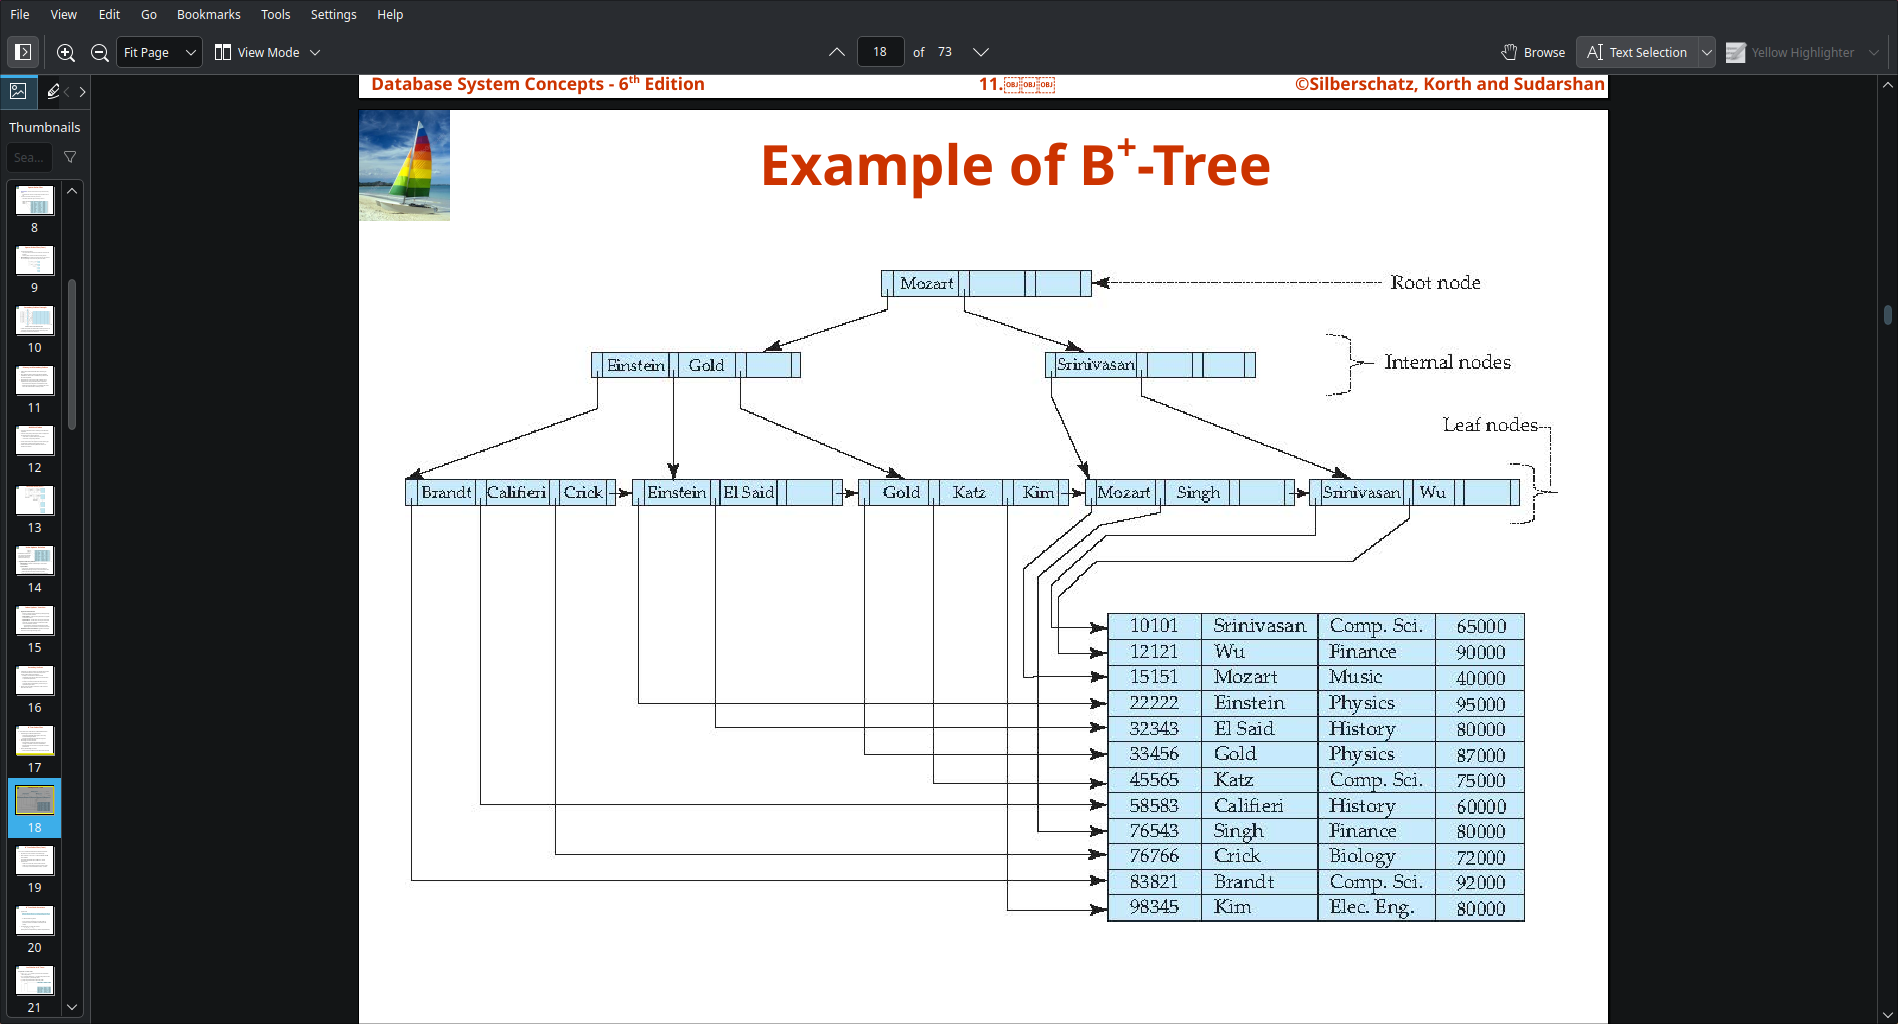 File View Edit Go Bookmarks Tools Settings Help
Fit Page View Mode 18 of 73 Browse Text Selection Yellow Highlighter
Thumbnails
Sea...
8
9
10
11
12
13
14
15
16
17
18
19
20
21
Database System Concepts - 6th Edition 11. OBJ OBJ OBJ ©Silberschatz, Korth and Sudarshan
Example of B+-Tree
Mozart Root node
Einstein Gold Srinivasan Internal nodes
Leaf nodes
Brandt Califieri Crick Einstein El Said Gold Katz Kim Mozart Singh Srinivasan Wu
10101 Srinivasan Comp. Sci. 65000
12121 Wu Finance 90000
15151 Mozart Music 40000
22222 Einstein Physics 95000
32343 El Said History 80000
33456 Gold Physics 87000
45565 Katz Comp. Sci. 75000
58583 Califieri History 60000
76543 Singh Finance 80000
76766 Crick Biology 72000
83821 Brandt Comp. Sci. 92000
98345 Kim Elec. Eng. 80000